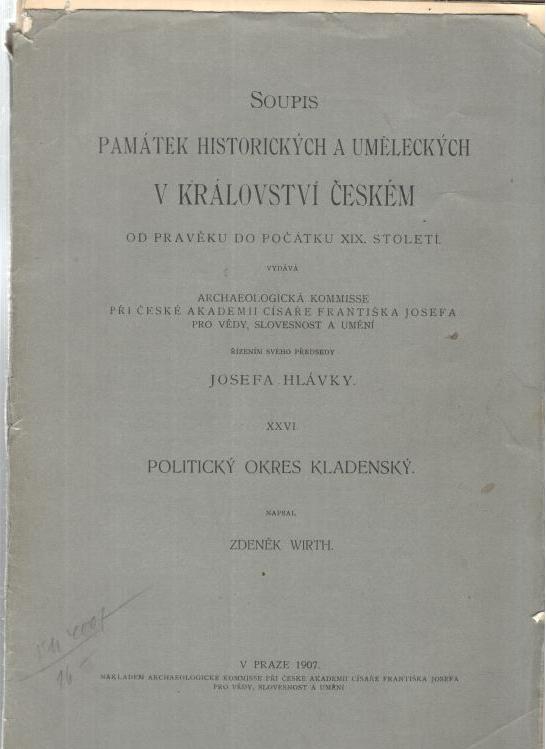 SOUPIS
PAMÁTEK HISTORICKÝCH A UMĚLECKÝCH
V KRÁLOVSTVÍ ČESKÉM
OD PRAVĚKU DO POČÁTKU XIX. STOLETÍ.
VYDÁVÁ
ARCHAEOLOGICKÁ KOMMISSE
PŘI ČESKÉ AKADEMII CÍSAŘE FRANTIŠKA JOSEFA
PRO VĚDY, SLOVESNOST A UMĚNÍ
ŘÍZENÍM SVÉHO PŘEDSEDY
JOSEFA HLÁVKY.
XXVI.
POLITICKÝ OKRES KLADENSKÝ.
NAPSAL
ZDENĚK WIRTH.
V PRAZE 1907.
NÁKLADEM ARCHAEOLOGICKÉ KOMMISSE PŘI ČESKÉ AKADEMII CÍSAŘE FRANTIŠKA JOSEFA
PRO VĚDY, SLOVESNOST A UMĚNÍ